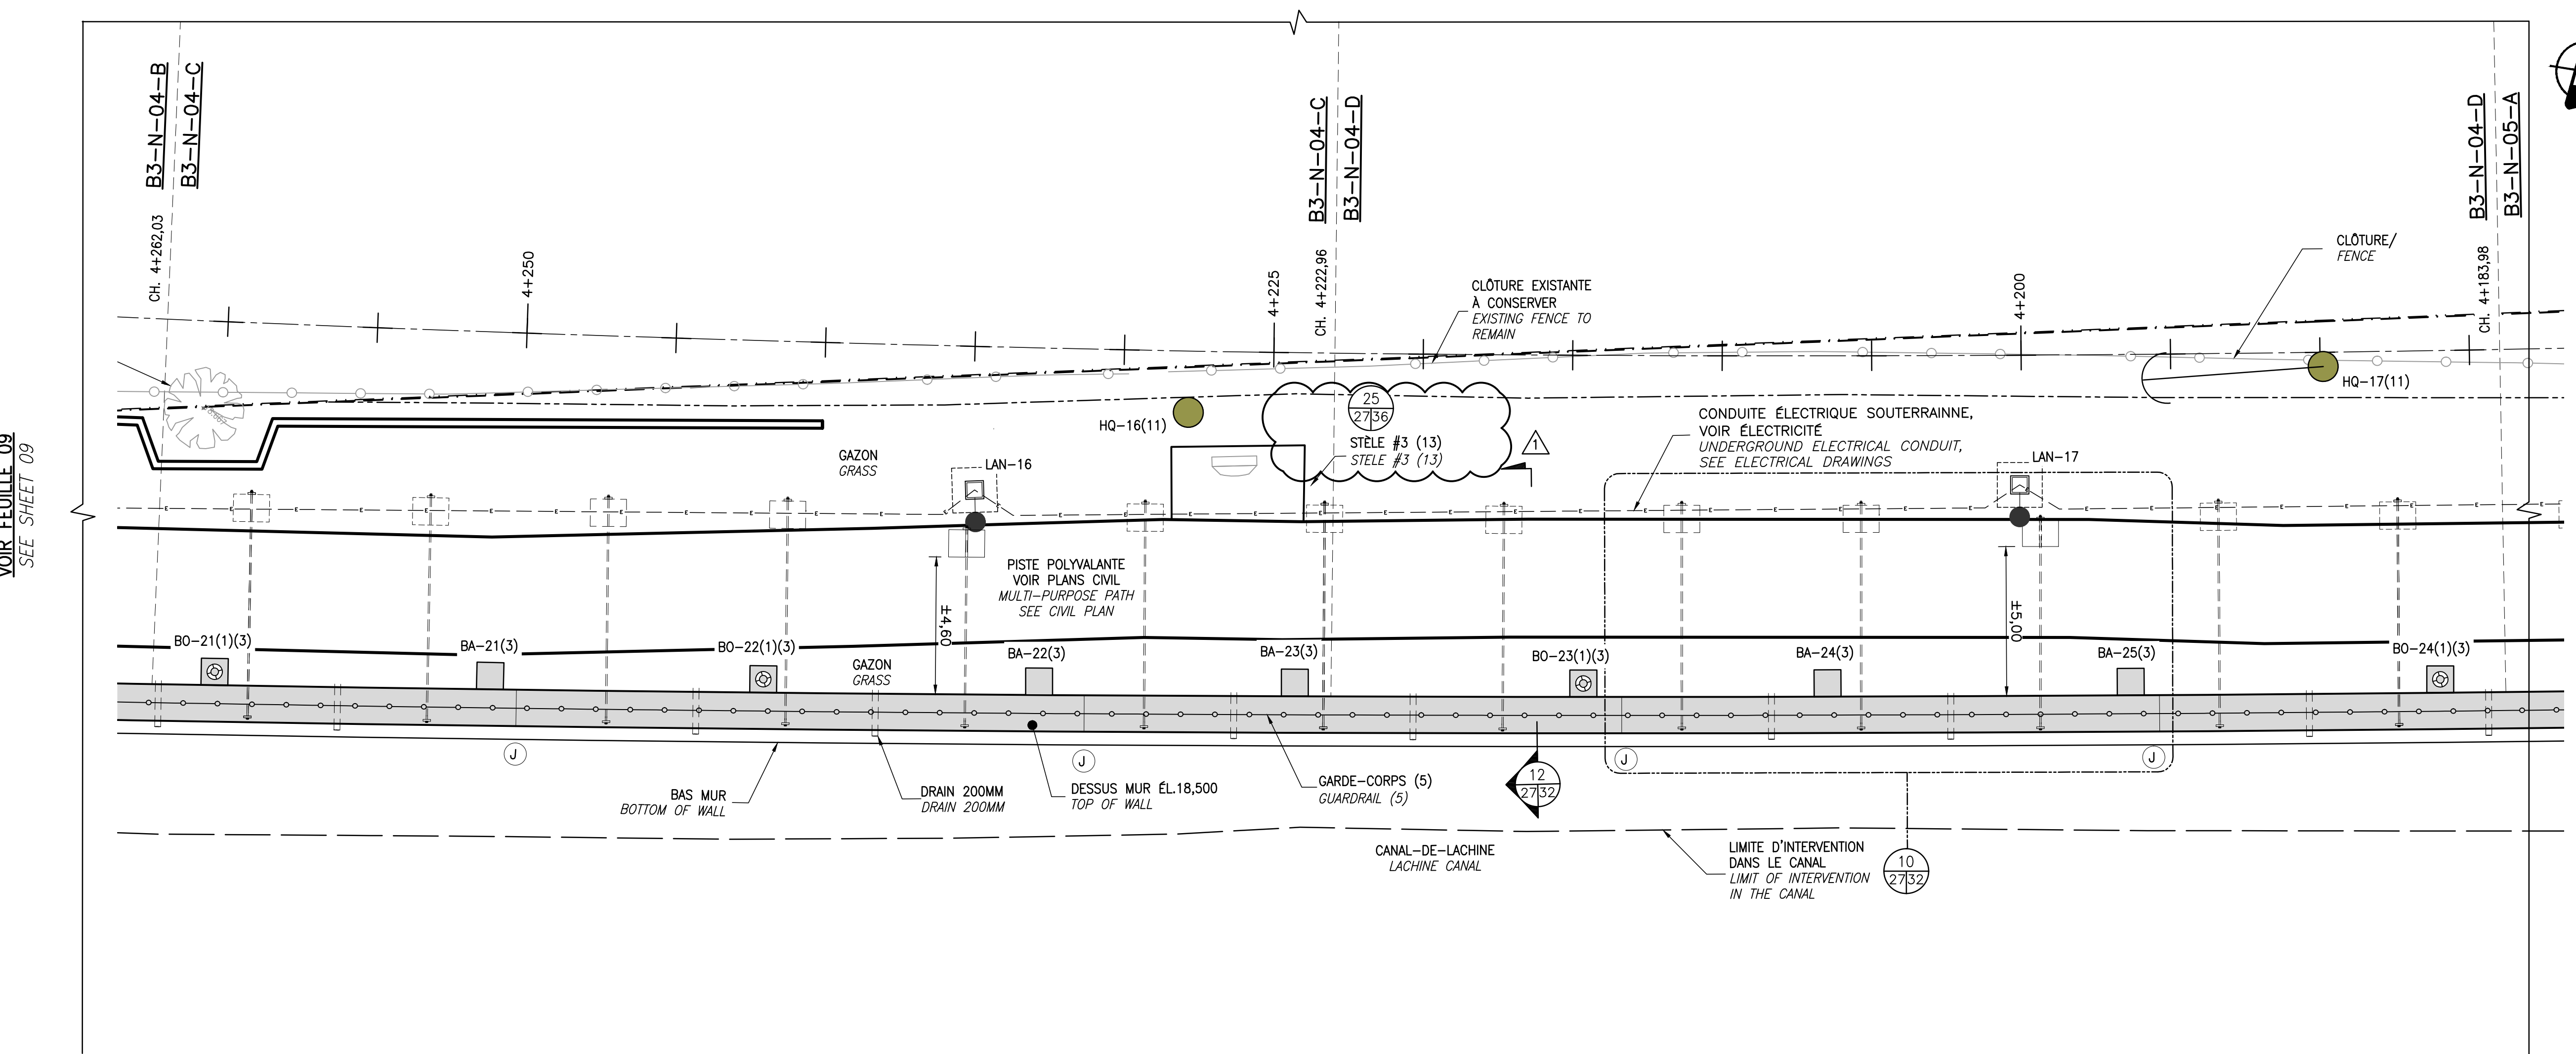 VOIR FEUILLE 09
SEE SHEET 09
B3-N-04-B
B3-N-04-C
CH. 4+262,03
4+250
4+225
B3-N-04-C
B3-N-04-D
CH. 4+222,96
CLÔTURE EXISTANTE
À CONSERVER
EXISTING FENCE TO
REMAIN
4+200
CLÔTURE/
FENCE
B3-N-04-D
B3-N-05-A
CH. 4+183,98
HQ-17(11)
HQ-16(11)
25
27 36
STÈLE #3 (13)
STELE #3 (13)
1
CONDUITE ÉLECTRIQUE SOUTERRAINNE,
VOIR ÉLECTRICITÉ
UNDERGROUND ELECTRICAL CONDUIT,
SEE ELECTRICAL DRAWINGS
GAZON
GRASS
LAN-16
LAN-17
PISTE POLYVALANTE
VOIR PLANS CIVIL
MULTI-PURPOSE PATH
SEE CIVIL PLAN
±4,60
±5,00
BO-21(1)(3)
BA-21(3)
BO-22(1)(3)
GAZON
GRASS
BA-22(3)
BA-23(3)
BO-23(1)(3)
BA-24(3)
BA-25(3)
BO-24(1)(3)
J
J
J
J
BAS MUR
BOTTOM OF WALL
DRAIN 200MM
DRAIN 200MM
DESSUS MUR ÉL.18,500
TOP OF WALL
GARDE-CORPS (5)
GUARDRAIL (5)
12
27 32
CANAL-DE-LACHINE
LACHINE CANAL
LIMITE D'INTERVENTION
DANS LE CANAL
LIMIT OF INTERVENTION
IN THE CANAL
10
27 32